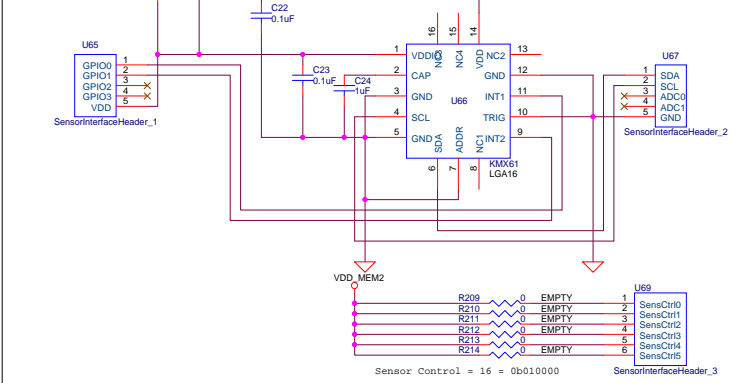 C22
0.1uF
U65
GPIO0 1
GPIO1 2
GPIO2 3
GPIO3 4
VDD 5
SensorInterfaceHeader_1
C23
0.1uF
C24
1uF
16 15 14
NC3 NC4 VDD
1 VDDIO NC2 13
2 CAP GND 12
3 GND INT1 11
U66
4 SCL TRIG 10
5 GND INT2 9
SDA ADDR NC1
6 7 8
KMX61
LGA16
U67
1 SDA
2 SCL
3 ADC0
4 ADC1
5 GND
SensorInterfaceHeader_2
VDD_MEM2
U69
R209 0 EMPTY 1 SensCtrl0
R210 0 EMPTY 2 SensCtrl1
R211 0 EMPTY 3 SensCtrl2
R212 0 EMPTY 4 SensCtrl3
R213 0 EMPTY 5 SensCtrl4
R214 0 EMPTY 6 SensCtrl5
Sensor Control = 16 = 0b010000
SensorInterfaceHeader_3